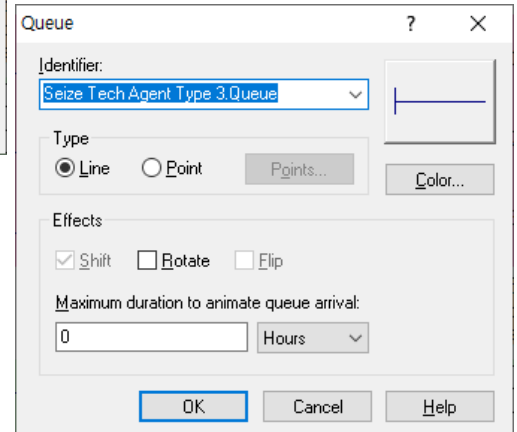 Queue ? ×
Identifier:
Seize Tech Agent Type 3.Queue
Type
Line Point Points...
Color...
Effects
Shift Rotate Flip
Maximum duration to animate queue arrival:
0 Hours
OK Cancel Help